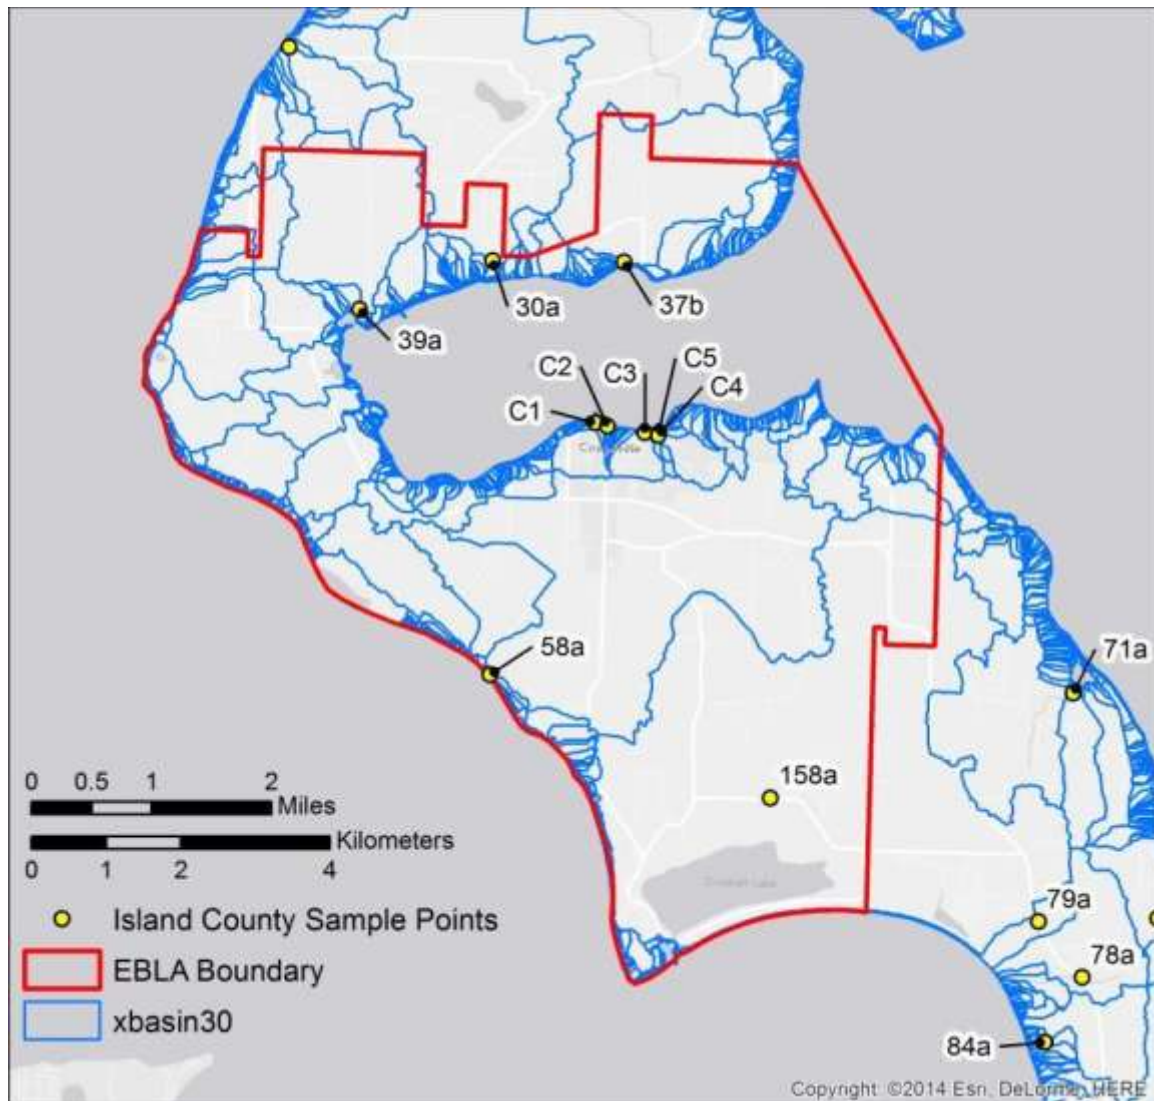 30a
37b
39a
C5
C2
C3
C4
C1
58a
71a
0 0.5 1 2
Miles
158a
Kilometers
0 1 2 4
79a
Island County Sample Points
EBLA Boundary
78a
xbasin30
84a
Copyright: ©2014 Esri, DeLorme, HERE